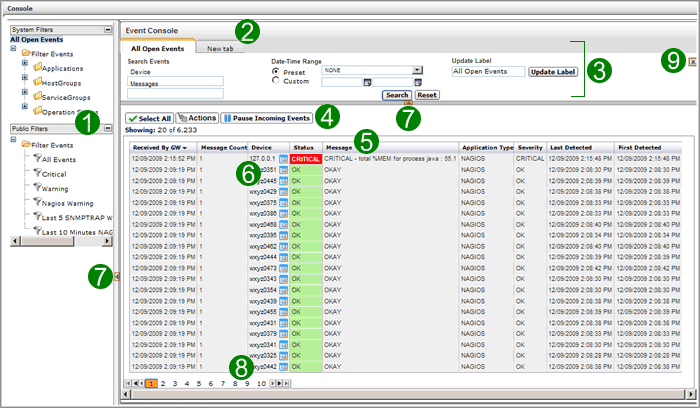 Console
System Filters
All Open Events
Filter Events
Applications
HostGroups
ServiceGroups
Operation
1
Public Filters
Filter Events
All Events
Critical
Warning
Nagios Warning
Last 5 SNMPTRAP W
Last 10 Minutes NAG
7
Event Console
2
All Open Events New tab
Search Events
Device
Messages
Date-Time Range
Preset NONE
Custom
Update Label
All Open Events Update Label
3
9
X
Search Reset
7
Select All Actions Pause Incoming Events
4
Showing: 20 of 6,233
5
Received By GW Message Count Device Status Message Application Type Severity Last Detected First Detected
12/09/2009 2:15:52 PM 1 127.0.0.1 CRITICAL CRITICAL - total %MEM for process java : 55.1 NAGIOS CRITICAL 12/09/2009 2:15:48 PM 12/09/2009 2:15:48 PM
12/09/2009 2:09:19 PM 1 wxyz0351 OK OKAY NAGIOS OK 12/09/2009 2:08:30 PM 12/09/2009 2:08:30 PM
6
12/09/2009 2:09:19 PM 1 wxyz0445 OK OKAY NAGIOS OK 12/09/2009 2:08:39 PM 12/09/2009 2:08:39 PM
12/09/2009 2:09:19 PM 1 wxyz0429 OK OKAY NAGIOS OK 12/09/2009 2:08:40 PM 12/09/2009 2:08:40 PM
12/09/2009 2:09:19 PM 1 wxyz0375 OK OKAY NAGIOS OK 12/09/2009 2:08:33 PM 12/09/2009 2:08:33 PM
12/09/2009 2:09:19 PM 1 wxyz0386 OK OKAY NAGIOS OK 12/09/2009 2:08:33 PM 12/09/2009 2:08:33 PM
12/09/2009 2:09:19 PM 1 wxyz0468 OK OKAY NAGIOS OK 12/09/2009 2:08:40 PM 12/09/2009 2:08:40 PM
12/09/2009 2:09:19 PM 1 wxyz0395 OK OKAY NAGIOS OK 12/09/2009 2:08:34 PM 12/09/2009 2:08:34 PM
12/09/2009 2:09:19 PM 1 wxyz0462 OK OKAY NAGIOS OK 12/09/2009 2:08:40 PM 12/09/2009 2:08:40 PM
12/09/2009 2:09:19 PM 1 wxyz0444 OK OKAY NAGIOS OK 12/09/2009 2:08:39 PM 12/09/2009 2:08:39 PM
12/09/2009 2:09:19 PM 1 wxyz0473 OK OKAY NAGIOS OK 12/09/2009 2:08:42 PM 12/09/2009 2:08:42 PM
12/09/2009 2:09:19 PM 1 wxyz0343 OK OKAY NAGIOS OK 12/09/2009 2:08:30 PM 12/09/2009 2:08:30 PM
12/09/2009 2:09:19 PM 1 wxyz0354 OK OKAY NAGIOS OK 12/09/2009 2:08:30 PM 12/09/2009 2:08:30 PM
12/09/2009 2:09:19 PM 1 wxyz0439 OK OKAY NAGIOS OK 12/09/2009 2:08:38 PM 12/09/2009 2:08:38 PM
12/09/2009 2:09:19 PM 1 wxyz0455 OK OKAY NAGIOS OK 12/09/2009 2:08:39 PM 12/09/2009 2:08:39 PM
12/09/2009 2:09:19 PM 1 wxyz0431 OK OKAY NAGIOS OK 12/09/2009 2:08:38 PM 12/09/2009 2:08:38 PM
12/09/2009 2:09:19 PM 1 wxyz0379 OK OKAY NAGIOS OK 12/09/2009 2:08:33 PM 12/09/2009 2:08:33 PM
12/09/2009 2:09:19 PM 1 wxyz0341 OK OKAY NAGIOS OK 12/09/2009 2:08:30 PM 12/09/2009 2:08:30 PM
12/09/2009 2:09:19 PM 1 wxyz0325 OK OKAY NAGIOS OK 12/09/2009 2:08:28 PM 12/09/2009 2:08:28 PM
12/09/2009 2:09:19 PM 1 wxyz0442 OK OKAY NAGIOS OK 12/09/2009 2:08:38 PM 12/09/2009 2:08:38 PM
8
1 2 3 4 5 6 7 8 9 10